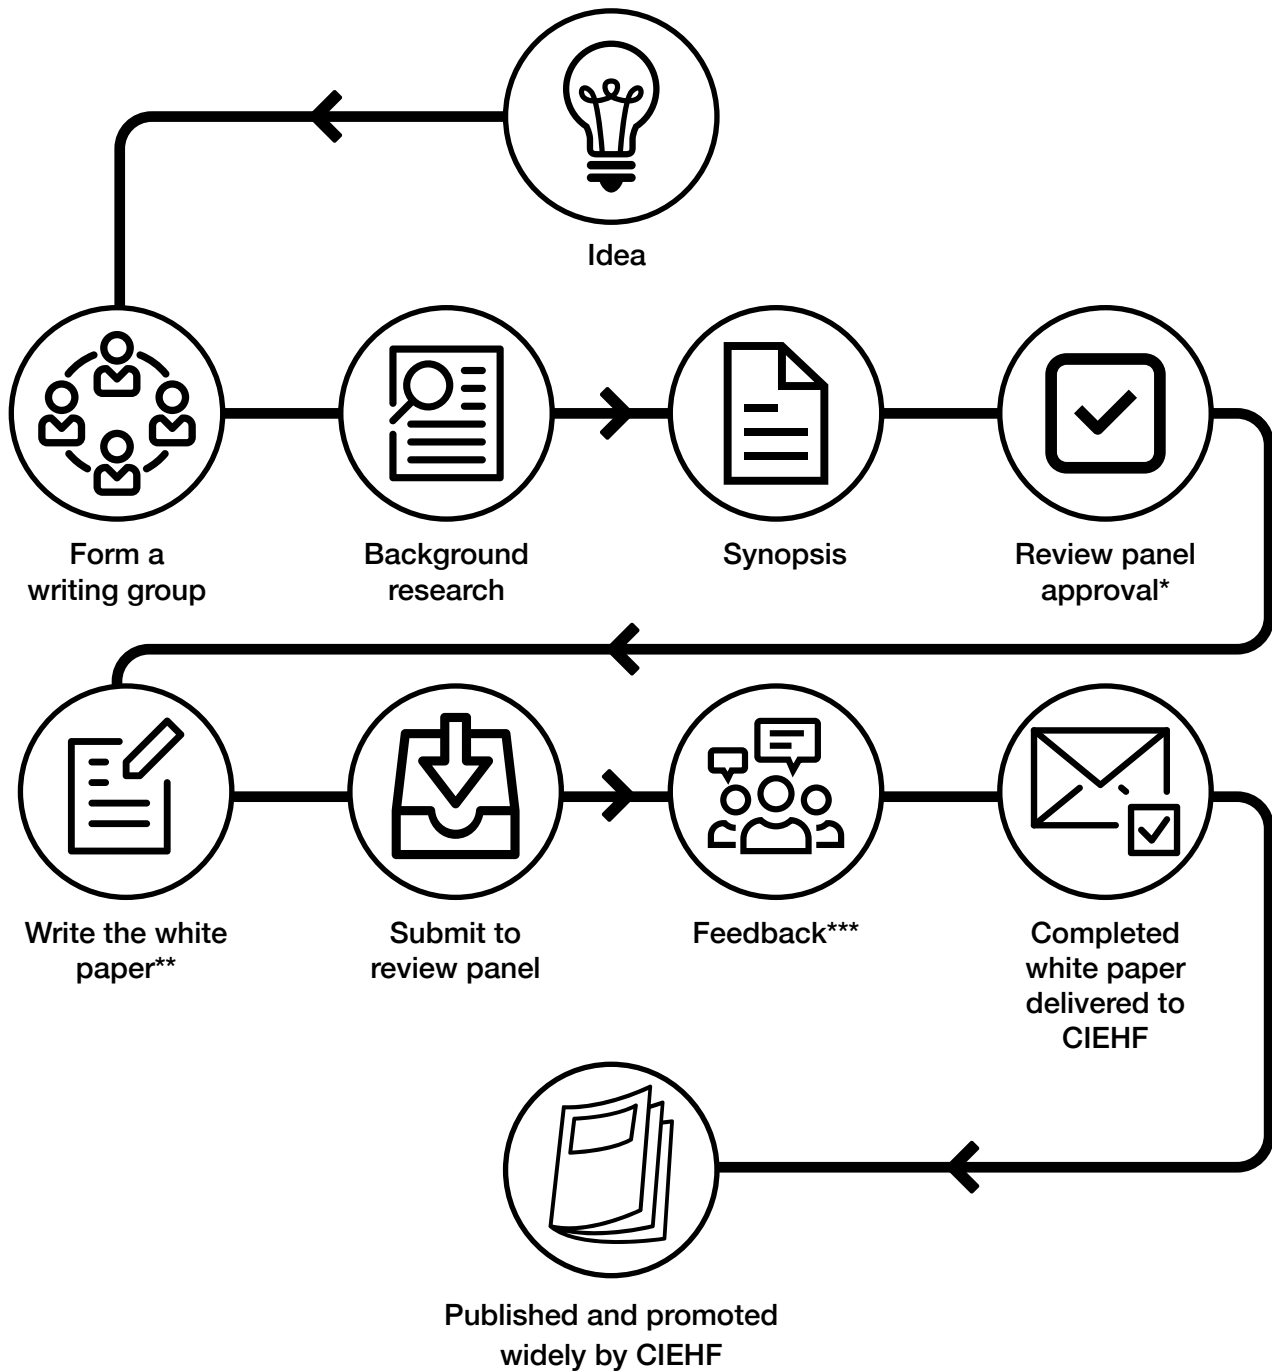 Idea
Form a
writing group
Background
research
Synopsis
Review panel
approval*
Write the white
paper**
Submit to
review panel
Feedback***
Completed
white paper
delivered to
CIEHF
Published and promoted
widely by CIEHF